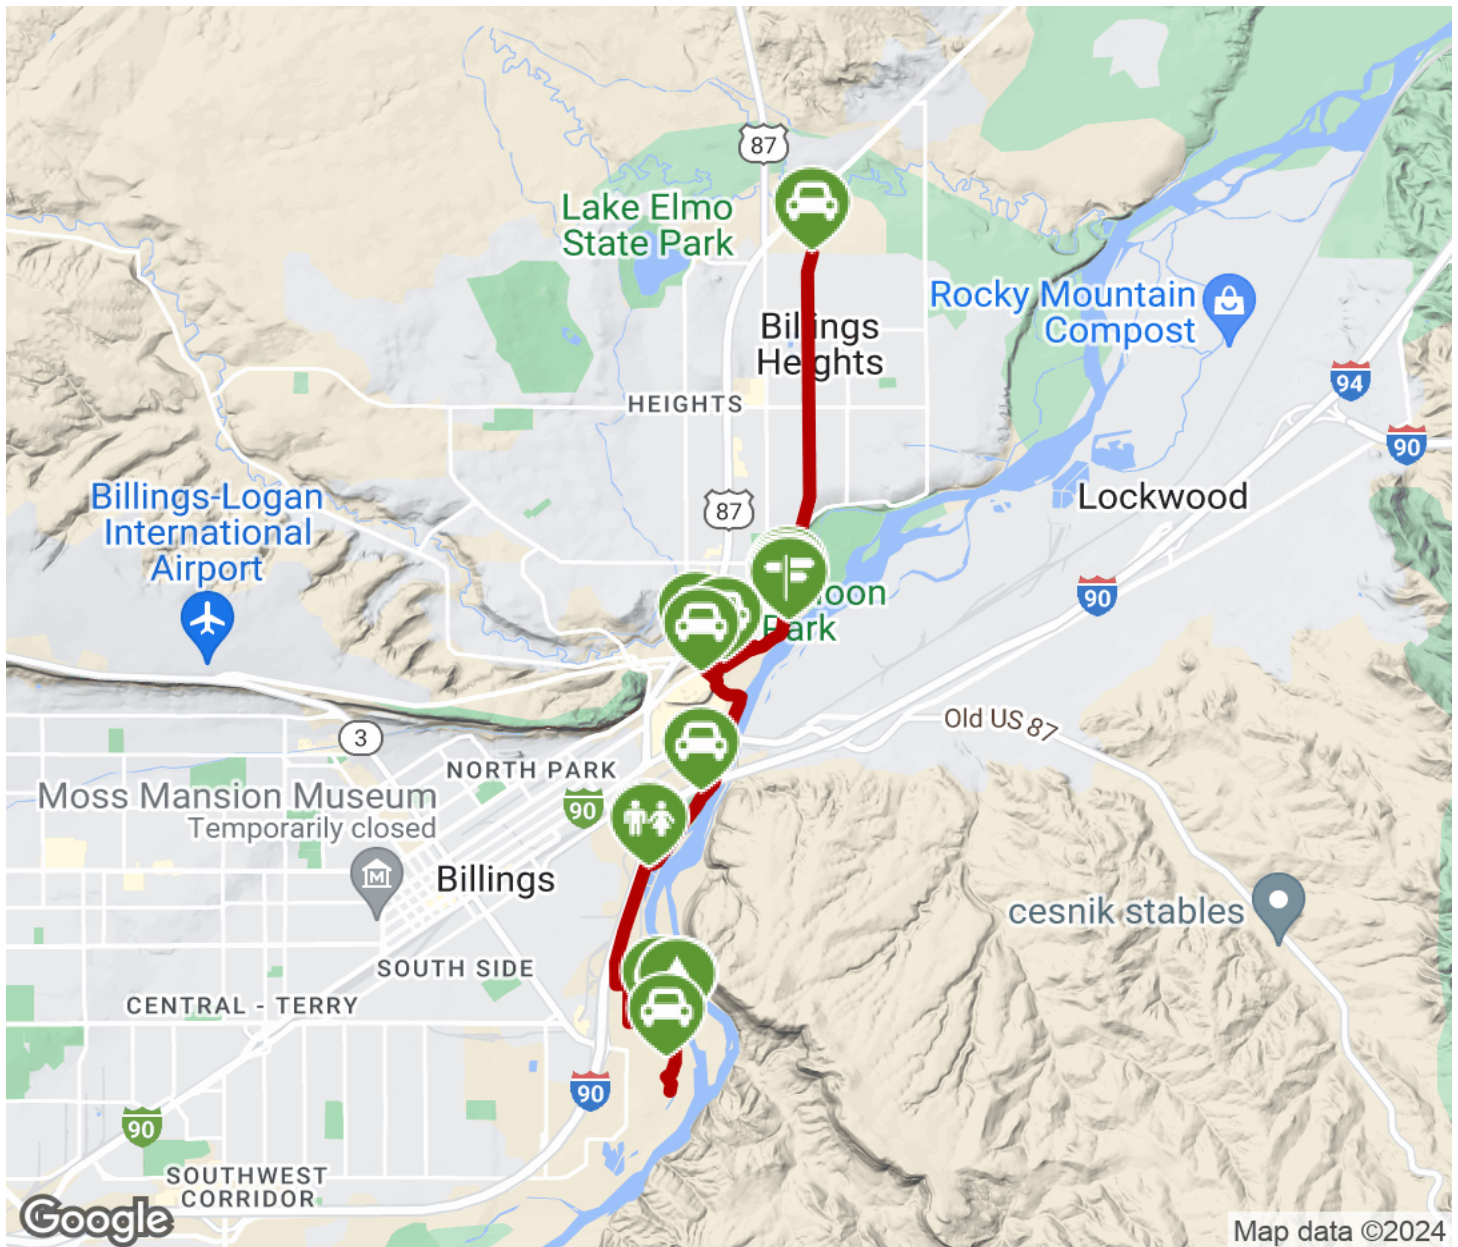 87
Lake Elmo
State Park
Rocky Mountain
Compost
Billings
Heights
94
HEIGHTS
90
Billings-Logan
International
Airport
87
Lockwood
90
Park
3
Old US 87
NORTH PARK
Moss Mansion Museum
Temporarily closed
90
Billings
cesnik stables
SOUTH SIDE
CENTRAL - TERRY
90
90
SOUTHWEST
CORRIDOR
Google
Map data ©2024